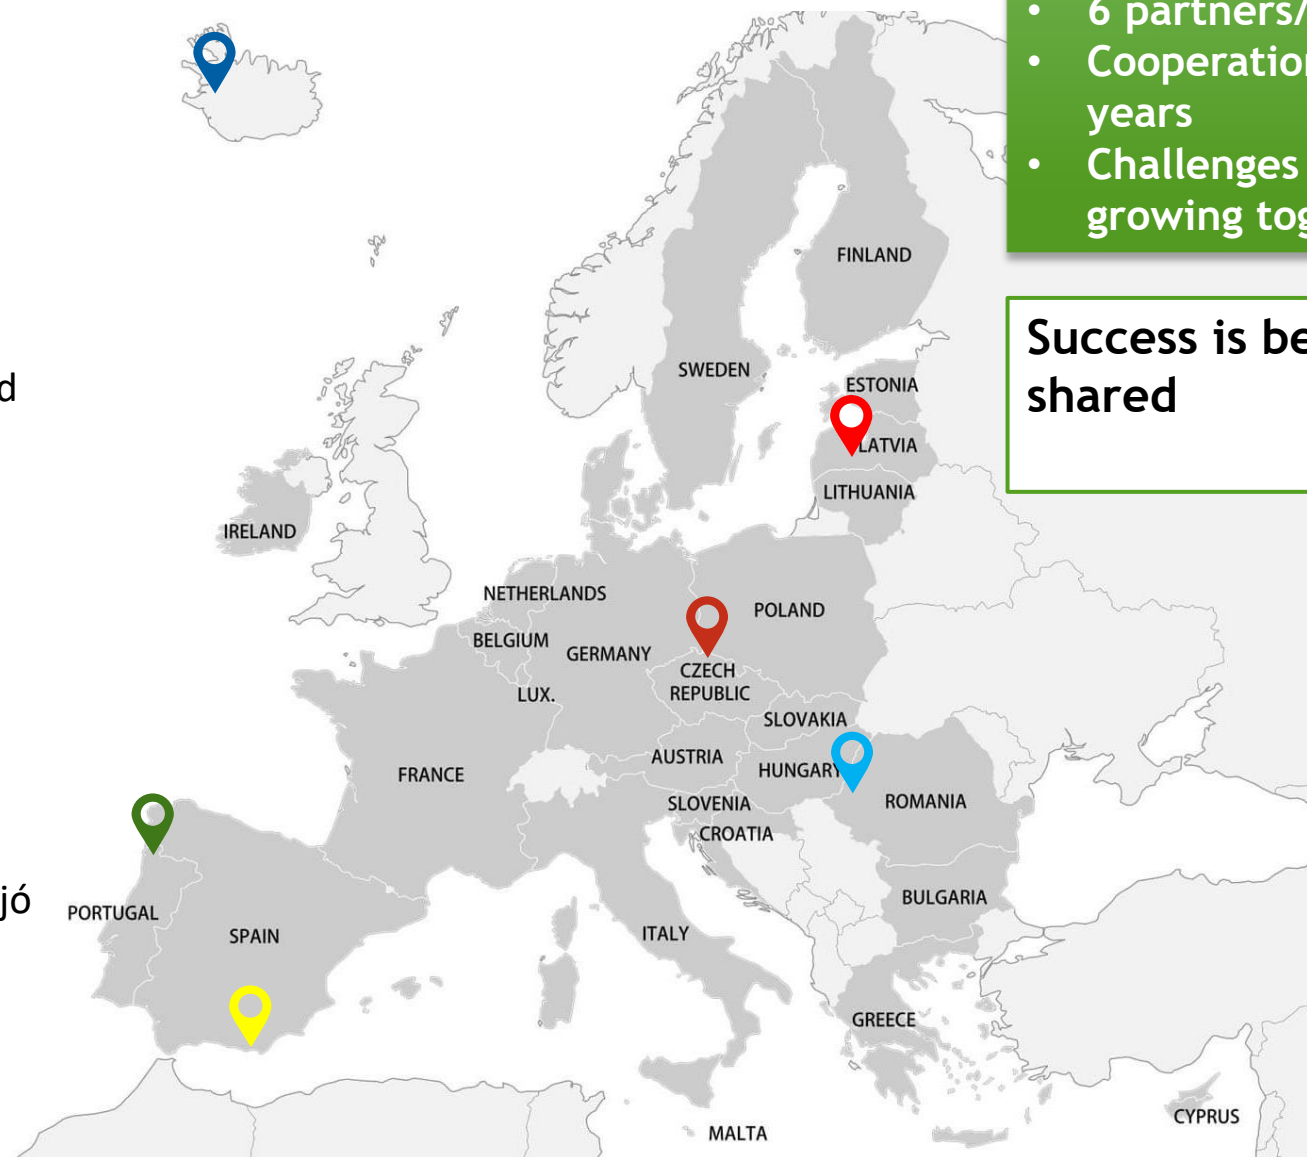 • 6 partners/
• Cooperation
years
• Challenges
growing tog
Success is be
shared
d
jó
FINLAND
SWEDEN
ESTONIA
LATVIA
LITHUANIA
IRELAND
NETHERLANDS
POLAND
BELGIUM
GERMANY
CZECH
REPUBLIC
LUX.
SLOVAKIA
AUSTRIA
HUNGARY
FRANCE
SLOVENIA
ROMANIA
CROATIA
BULGARIA
PORTUGAL
SPAIN
ITALY
GREECE
CYPRUS
MALTA